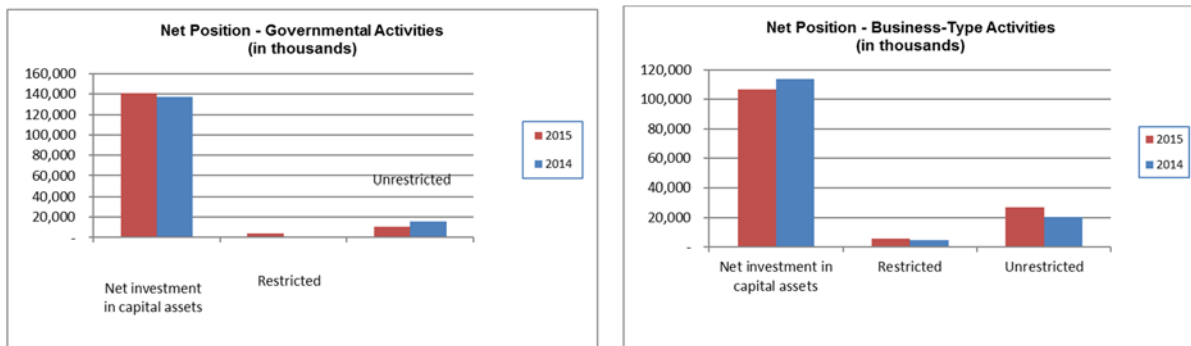 Net Position - Governmental Activities
(in thousands)
160,000
140,000
120,000
100,000
80,000
60,000
40,000
20,000
-
Unrestricted
Restricted
Net investment
in capital assets
2015
2014
Net Position - Business-Type Activities
(in thousands)
120,000
100,000
80,000
60,000
40,000
20,000
-
Net investment in
capital assets
Restricted
Unrestricted
2015
2014